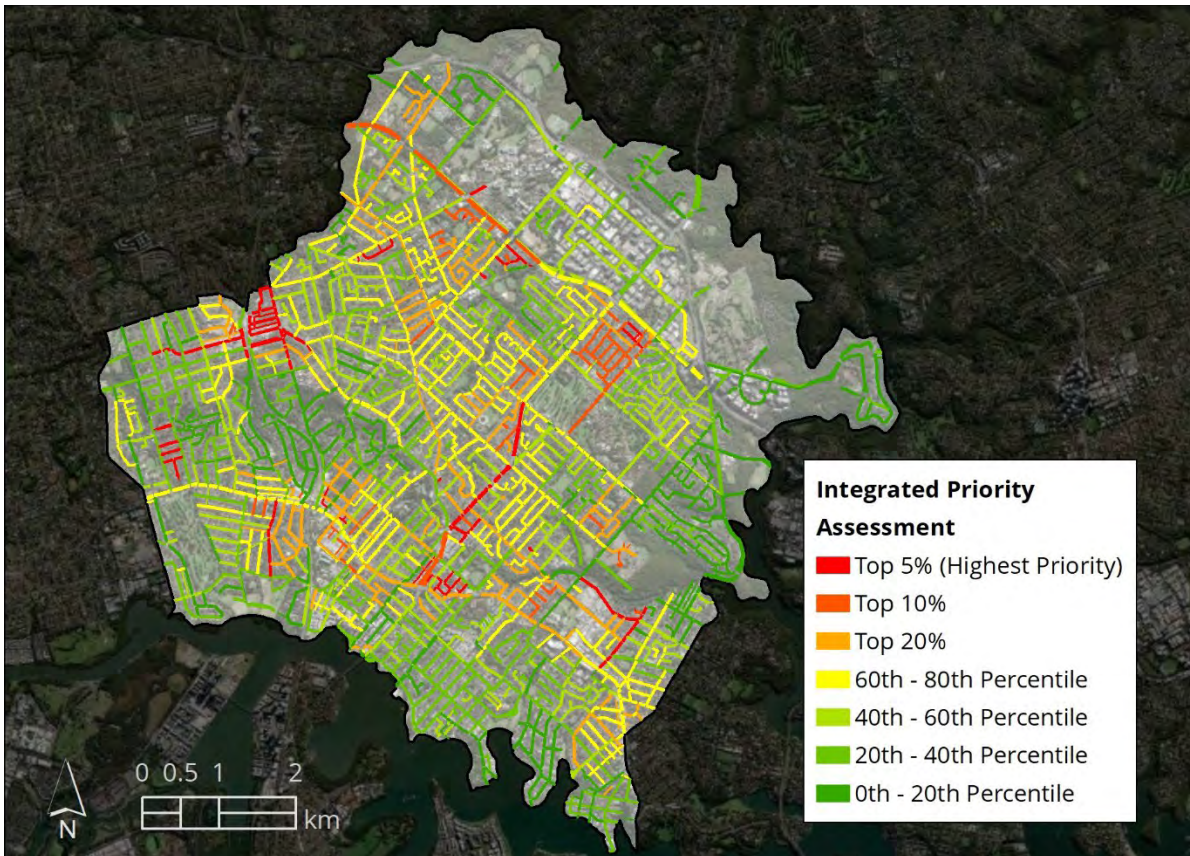 Integrated Priority
Assessment
Top 5% (Highest Priority)
Top 10%
Top 20%
60th - 80th Percentile
40th - 60th Percentile
20th - 40th Percentile
0th - 20th Percentile
0 0.5 1 2
km
N